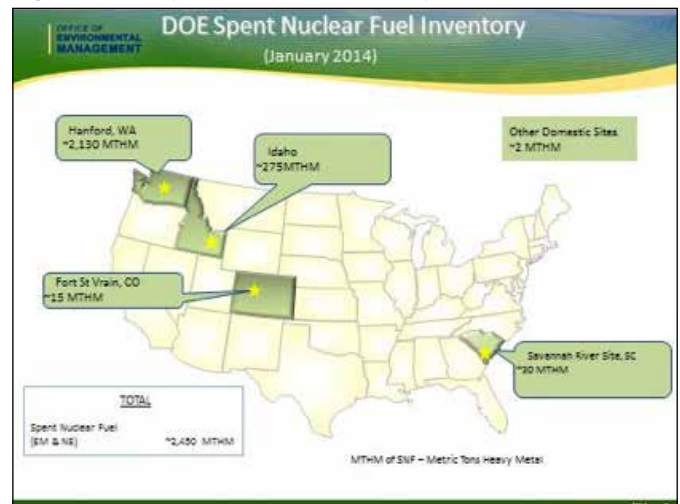 OFFICE OF
ENVIRONMENTAL
MANAGEMENT
DOE Spent Nuclear Fuel Inventory
(January 2014)
Hanford, WA
~2,130 MTHM
Idaho
~275MTHM
Other Domestic Sites
~2 MTHM
Fort St Vrain, CO
~15 MTHM
Savannah River Site, SC
~30 MTHM
TOTAL
Spent Nuclear Fuel
(EM & NE) ~2,450 MTHM
MTHM of SNF – Metric Tons Heavy Metal